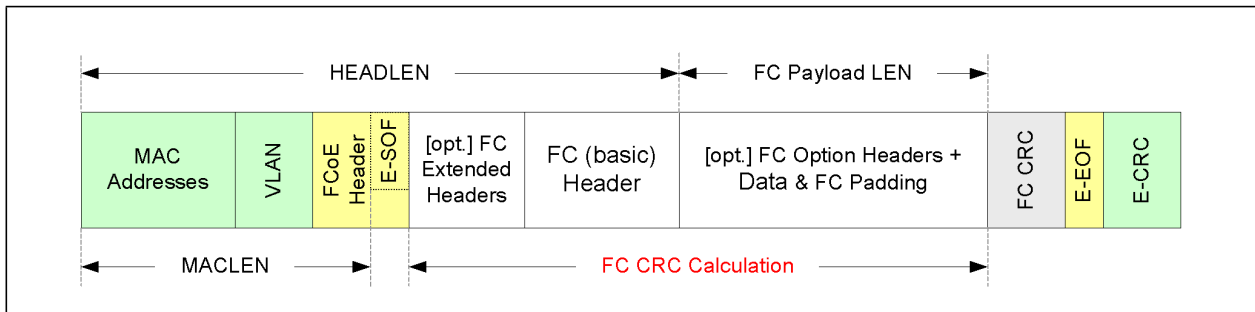 HEADLEN
FC Payload LEN
MAC
Addresses
VLAN
FCoE
Header
E-SOF
[opt.] FC
Extended
Headers
FC (basic)
Header
[opt.] FC Option Headers +
Data & FC Padding
FC CRC
E-EOF
E-CRC
MACLEN
FC CRC Calculation